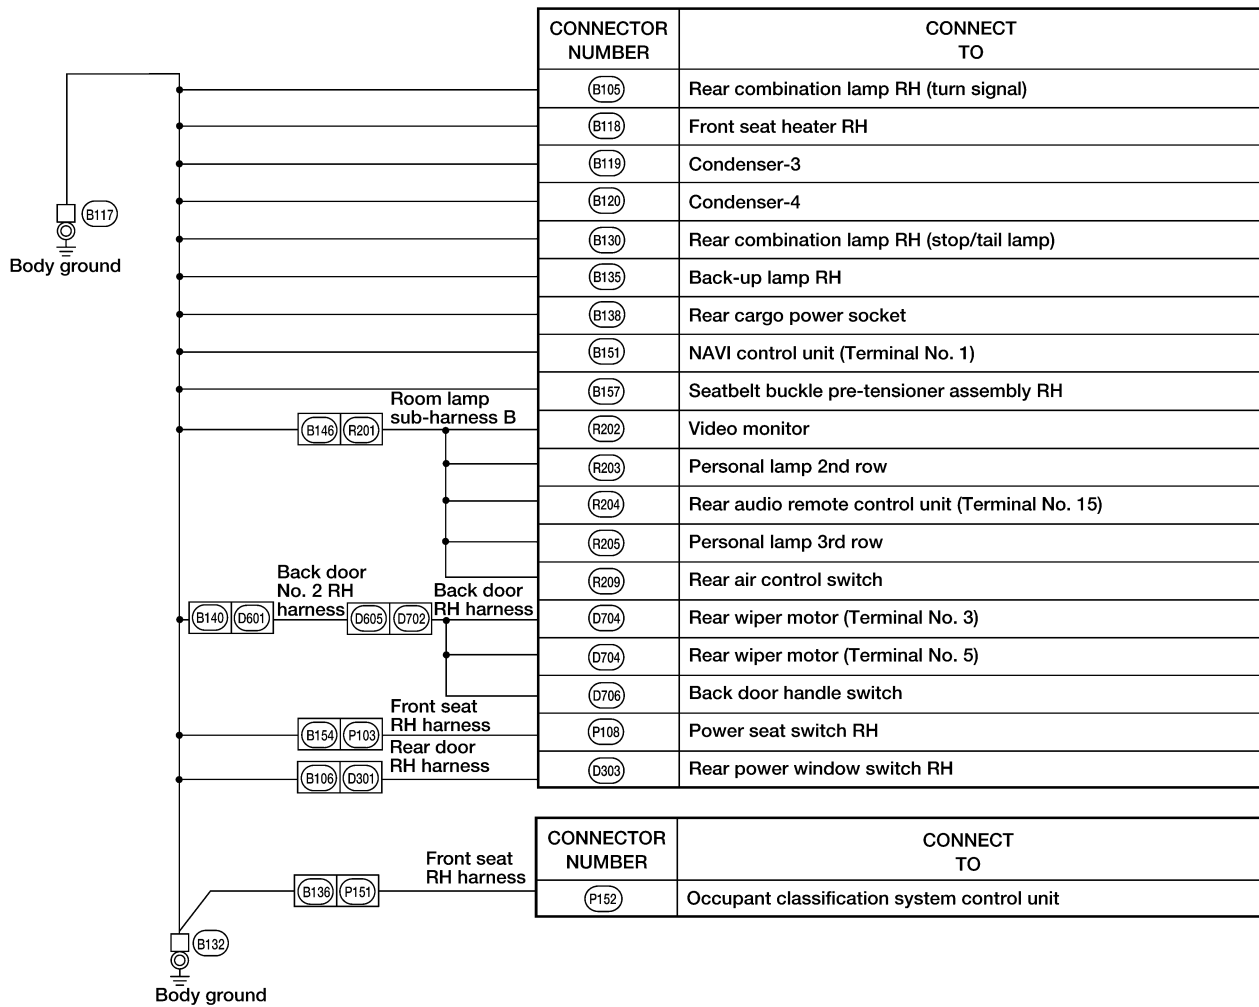 CONNECTOR NUMBER CONNECT TO
B105 Rear combination lamp RH (turn signal)
B118 Front seat heater RH
B119 Condenser-3
B120 Condenser-4
B117
B130 Rear combination lamp RH (stop/tail lamp)
Body ground
B135 Back-up lamp RH
B138 Rear cargo power socket
B151 NAVI control unit (Terminal No. 1)
B157 Seatbelt buckle pre-tensioner assembly RH
Room lamp
sub-harness B
B146 R201 R202 Video monitor
R203 Personal lamp 2nd row
R204 Rear audio remote control unit (Terminal No. 15)
R205 Personal lamp 3rd row
R209 Rear air control switch
Back door
No. 2 RH
harness
Back door
RH harness
B140 D601 D605 D702 D704 Rear wiper motor (Terminal No. 3)
D704 Rear wiper motor (Terminal No. 5)
D706 Back door handle switch
Front seat
RH harness
B154 P103 P108 Power seat switch RH
Rear door
RH harness
B106 D301 D303 Rear power window switch RH
CONNECTOR NUMBER CONNECT TO
Front seat
RH harness
B136 P151 P152 Occupant classification system control unit
B132
Body ground